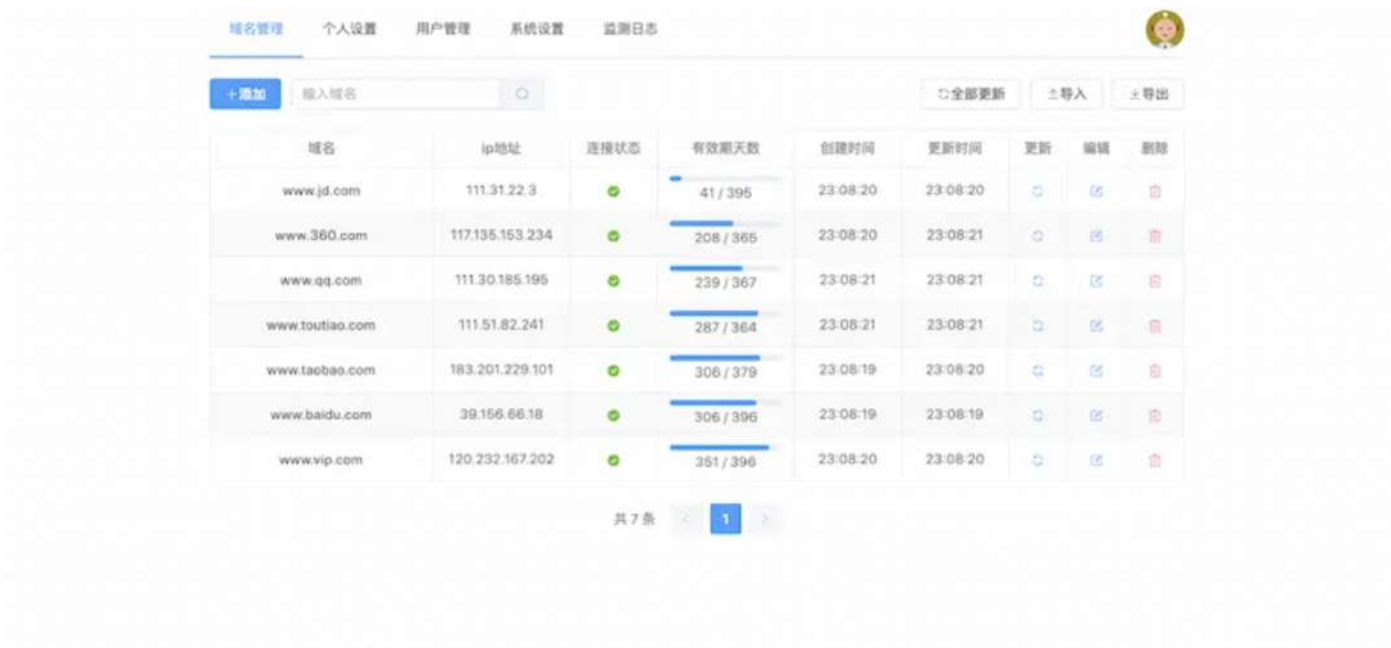 域名管理 个人设置 用户管理 系统设置 监测日志
+添加 输入域名 全部更新 导入 导出
域名 ip地址 连接状态 有效期天数 创建时间 更新时间 更新 编辑 删除
www.jd.com 111.31.22.3 41 / 395 23:08:20 23:08:20
www.360.com 117.135.153.234 208 / 365 23:08:20 23:08:21
www.qq.com 111.30.185.195 239 / 367 23:08:21 23:08:21
www.toutiao.com 111.51.82.241 287 / 364 23:08:21 23:08:21
www.taobao.com 183.201.229.101 306 / 379 23:08:19 23:08:20
www.baidu.com 39.156.66.18 306 / 396 23:08:19 23:08:19
www.vip.com 120.232.167.202 351 / 396 23:08:20 23:08:20
共 7 条 1